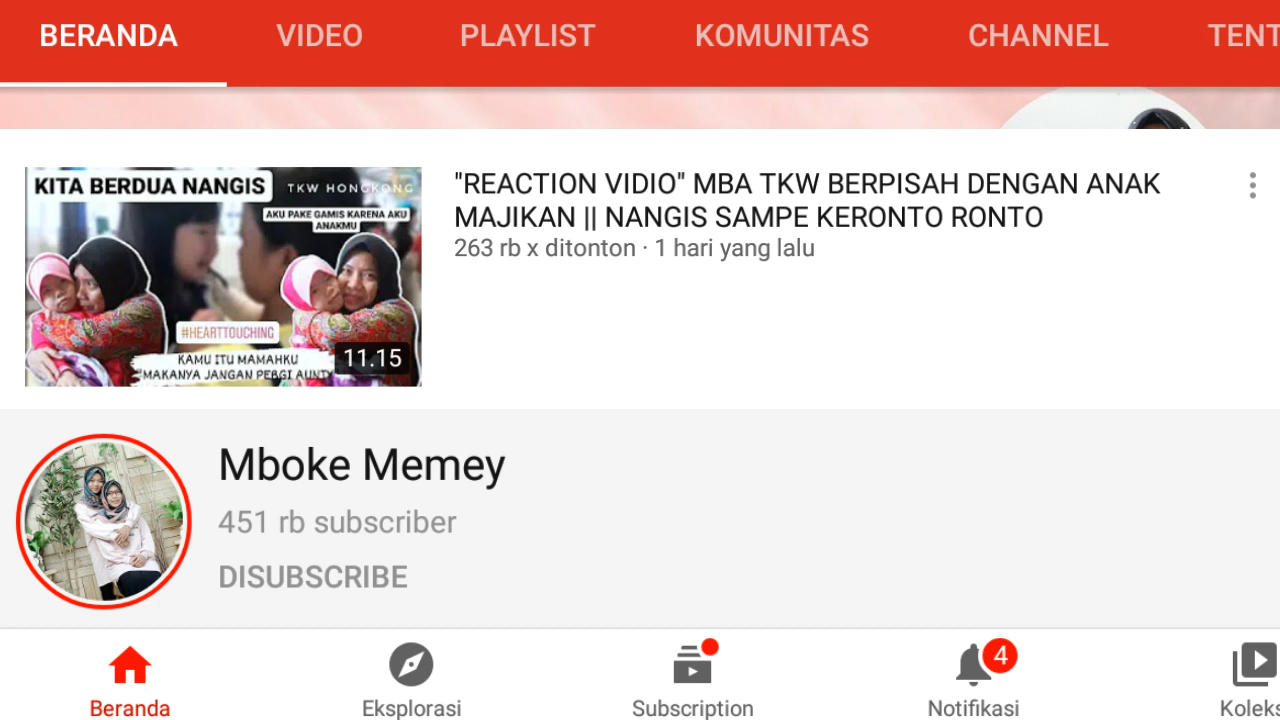 BERANDA VIDEO PLAYLIST KOMUNITAS CHANNEL TENT
KITA BERDUA NANGIS
TKW HONGKONG
AKU PAKE GAMIS KARENA AKU
ANAKMU
#HEARTTOUCHING
KAMU ITU MAMAHKU
"MAKANYA JANGAN PERGI AUNTY
11.15
"REACTION VIDIO" MBA TKW BERPISAH DENGAN ANAK
MAJIKAN || NANGIS SAMPE KERONTO RONTO
263 rb x ditonton · 1 hari yang lalu
Mboke Memey
451 rb subscriber
DISUBSCRIBE
4
Beranda Eksplorasi Subscription Notifikasi Koleks